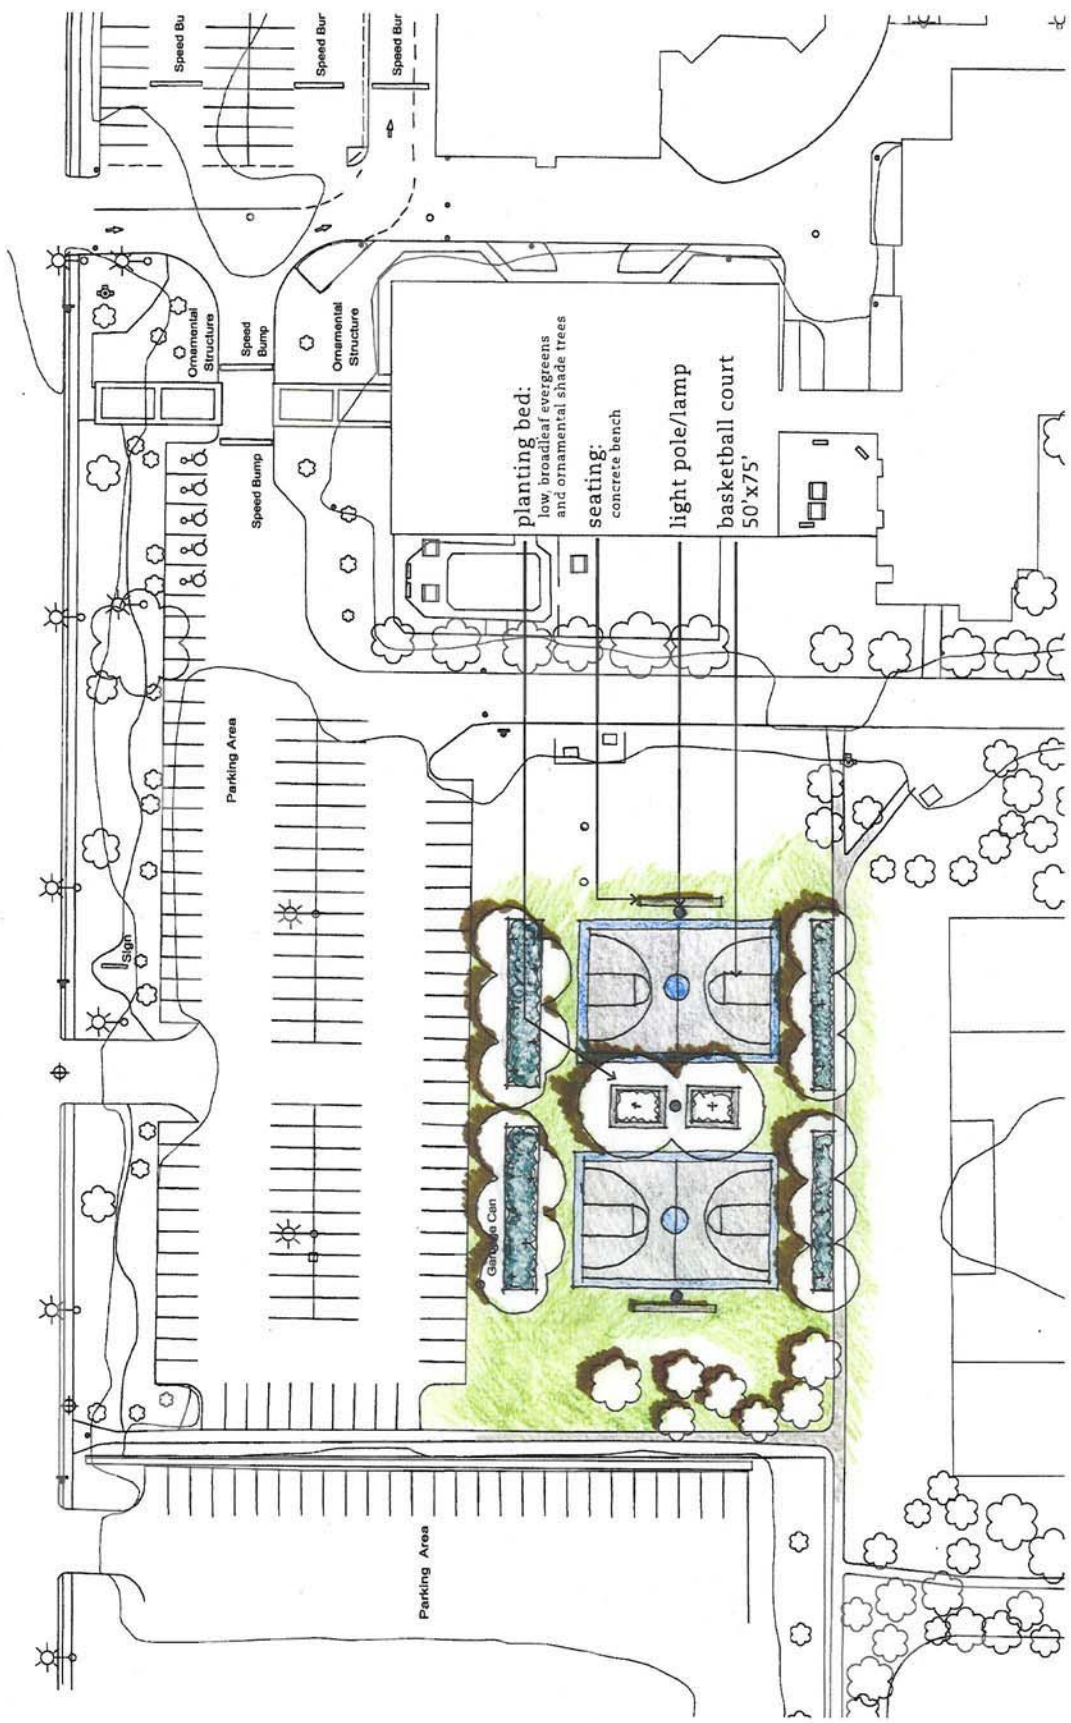 Speed Bu
Speed Bur
Speed Bur
Ornamental
Structure
Speed
Bump
Ornamental
Structure
Speed Bump
planting bed:
low, broadleaf evergreens
and ornamental shade trees
seating:
concrete bench
light pole/lamp
basketball court
50'x75'
Parking Area
Sign
Garbage Can
Parking Area